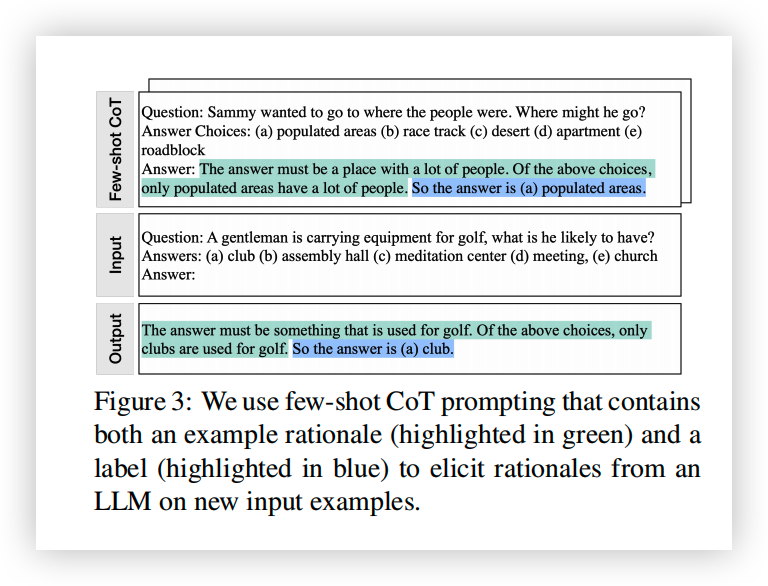 Few-shot CoT
Question: Sammy wanted to go to where the people were. Where might he go?
Answer Choices: (a) populated areas (b) race track (c) desert (d) apartment (e)
roadblock
Answer: The answer must be a place with a lot of people. Of the above choices,
only populated areas have a lot of people. So the answer is (a) populated areas.
Input
Question: A gentleman is carrying equipment for golf, what is he likely to have?
Answers: (a) club (b) assembly hall (c) meditation center (d) meeting, (e) church
Answer:
Output
The answer must be something that is used for golf. Of the above choices, only
clubs are used for golf. So the answer is (a) club.
Figure 3: We use few-shot CoT prompting that contains
both an example rationale (highlighted in green) and a
label (highlighted in blue) to elicit rationales from an
LLM on new input examples.